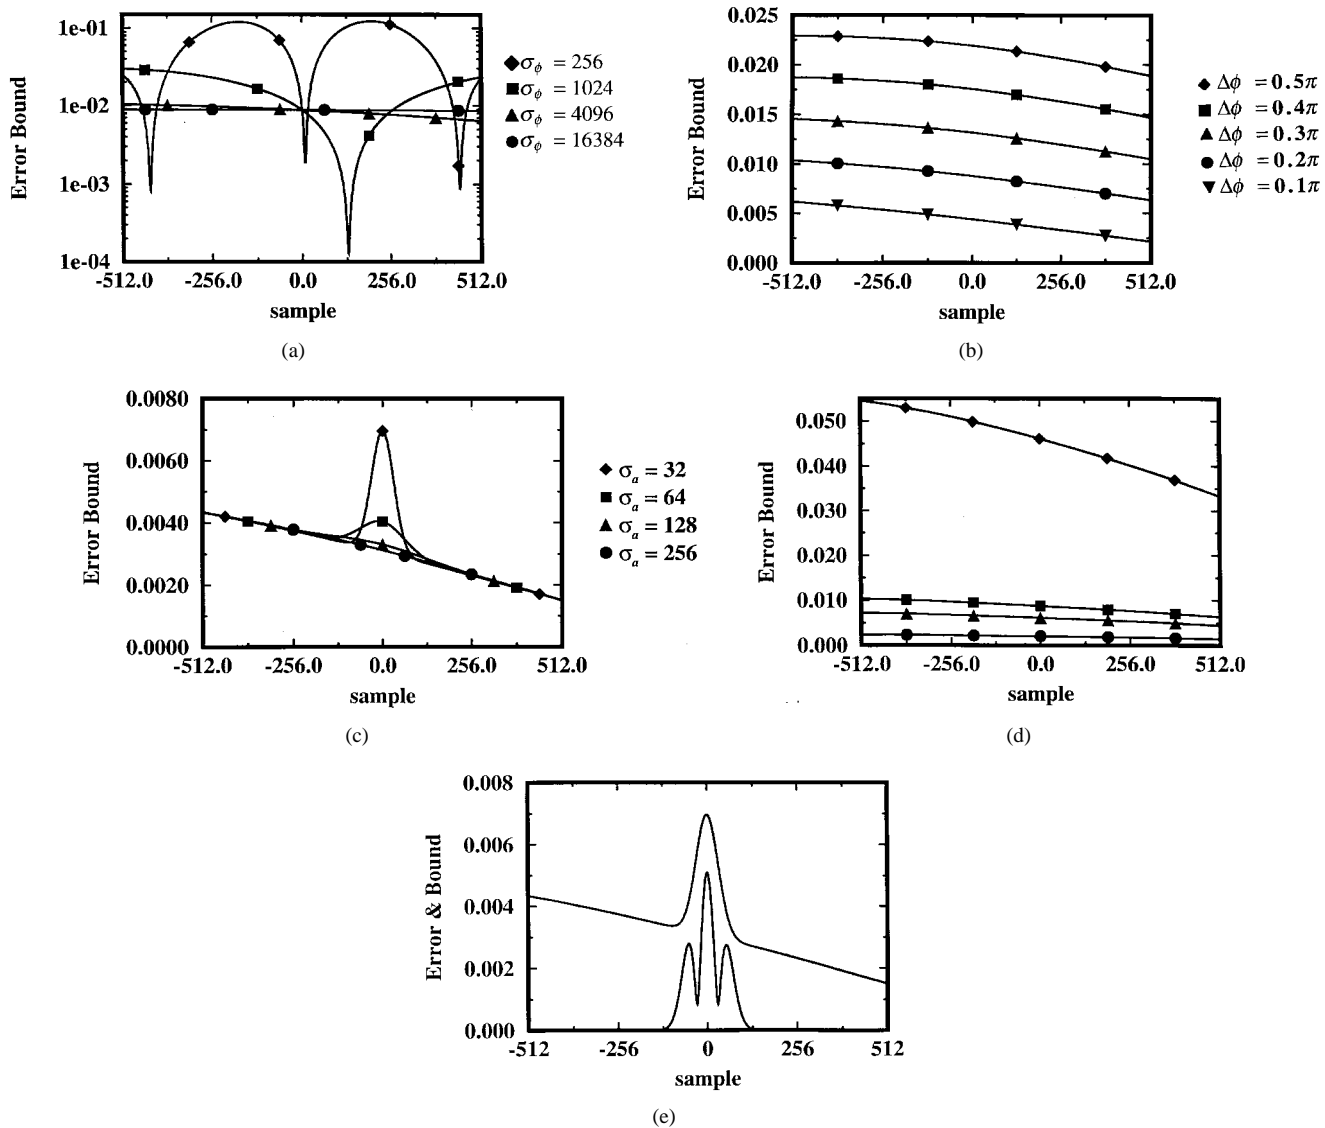 Error Bound
1e-01
1e-02
1e-03
1e-04
-512.0 -256.0 0.0 256.0 512.0
sample
σϕ = 256
σϕ = 1024
σϕ = 4096
σϕ = 16384
(a)
Error Bound
0.025
0.020
0.015
0.010
0.005
0.000
-512.0 -256.0 0.0 256.0 512.0
sample
Δϕ = 0.5π
Δϕ = 0.4π
Δϕ = 0.3π
Δϕ = 0.2π
Δϕ = 0.1π
(b)
Error Bound
0.0080
0.0060
0.0040
0.0020
0.0000
-512.0 -256.0 0.0 256.0 512.0
sample
σa = 32
σa = 64
σa = 128
σa = 256
(c)
Error Bound
0.050
0.040
0.030
0.020
0.010
0.000
-512.0 -256.0 0.0 256.0 512.0
sample
(d)
Error & Bound
0.008
0.006
0.004
0.002
0.000
-512 -256 0 256 512
sample
(e)